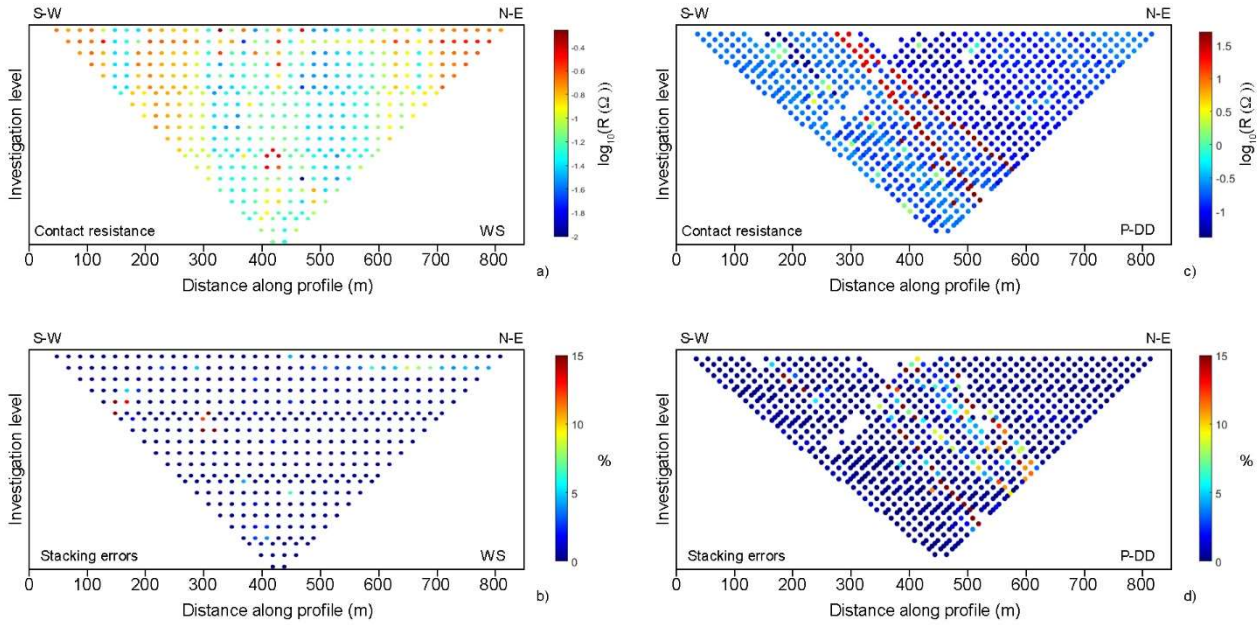 S-W N-E
Investigation level
Contact resistance WS
0 100 200 300 400 500 600 700 800
Distance along profile (m)
-0.4
-0.6
-0.8
-1
-1.2
-1.4
-1.6
-1.8
-2
log10(R (Ω))
a)
S-W N-E
Investigation level
Contact resistance P-DD
0 100 200 300 400 500 600 700 800
Distance along profile (m)
1.5
1
0.5
0
-0.5
-1
log10(R (Ω))
c)
S-W N-E
Investigation level
Stacking errors WS
0 100 200 300 400 500 600 700 800
Distance along profile (m)
15
10
5
0
%
b)
S-W N-E
Investigation level
Stacking errors P-DD
0 100 200 300 400 500 600 700 800
Distance along profile (m)
15
10
5
0
%
d)